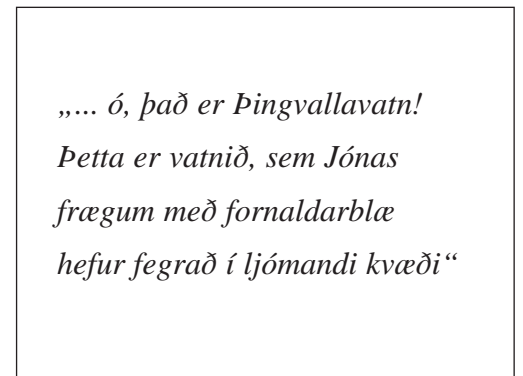 „... ó, það er Þingvallavatn!
Þetta er vatnið, sem Jónas
frægum með fornaldarblæ
hefur fegrað í ljómandi kvæði“